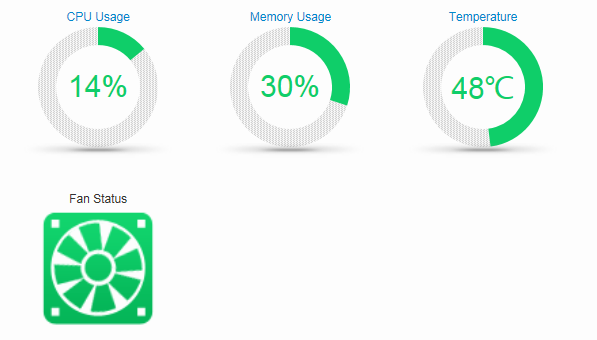 CPU Usage
Memory Usage
Temperature
14%
30%
48℃
Fan Status